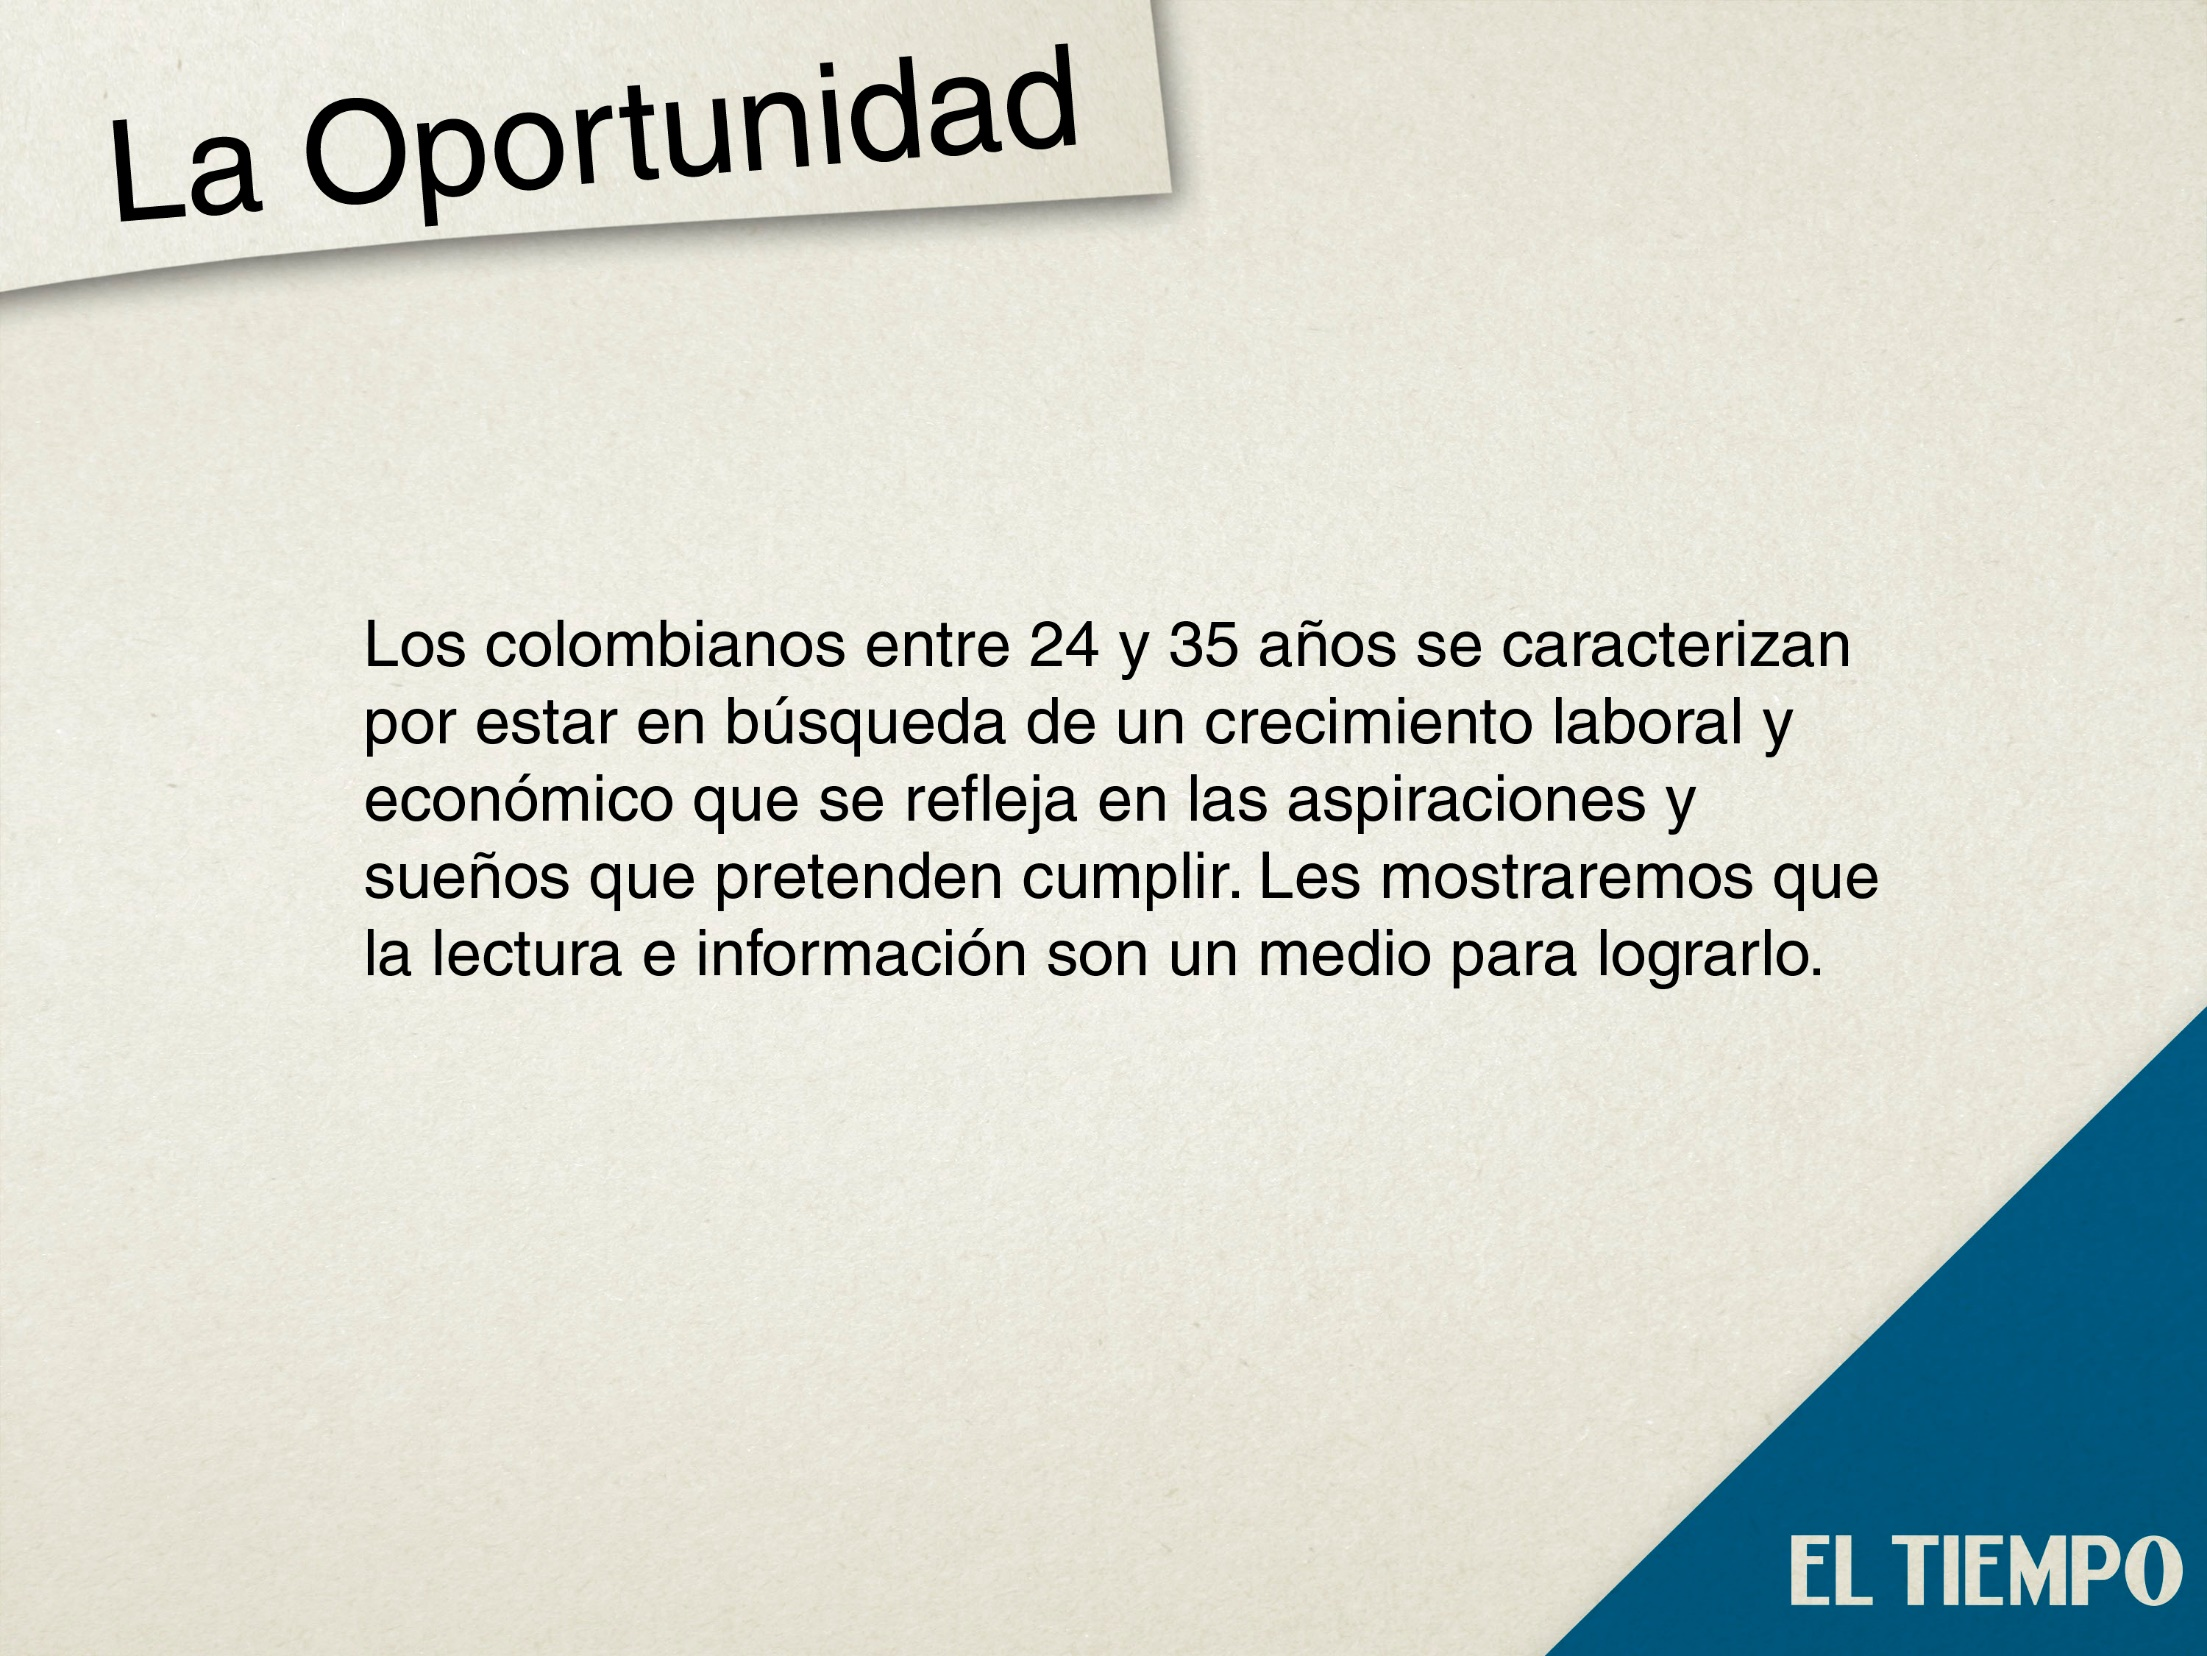 La Oportunidad
Los colombianos entre 24 y 35 años se caracterizan
por estar en búsqueda de un crecimiento laboral y
económico que se refleja en las aspiraciones y
sueños que pretenden cumplir. Les mostraremos que
la lectura e información son un medio para lograrlo.
EL TIEMPO